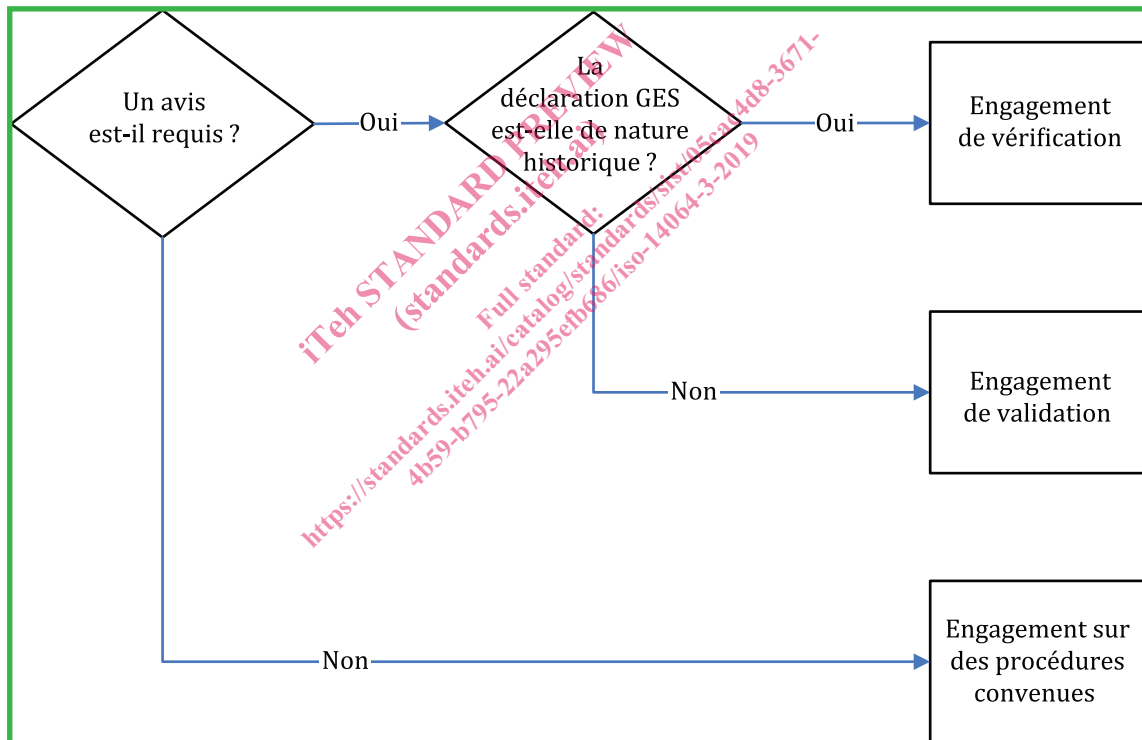 Un avis
est-il requis ?
Oui
La
déclaration GES
est-elle de nature
historique ?
Oui
Engagement
de vérification
Non
Engagement
de validation
Non
Engagement sur
des procédures
convenues
iTeh STANDARD PREVIEW
(standards.iteh.ai)
Full standard:
https://standards.iteh.ai/catalog/standards/sist/05cad4d8-3671-
4b59-b795-22a295efb686/iso-14064-3-2019